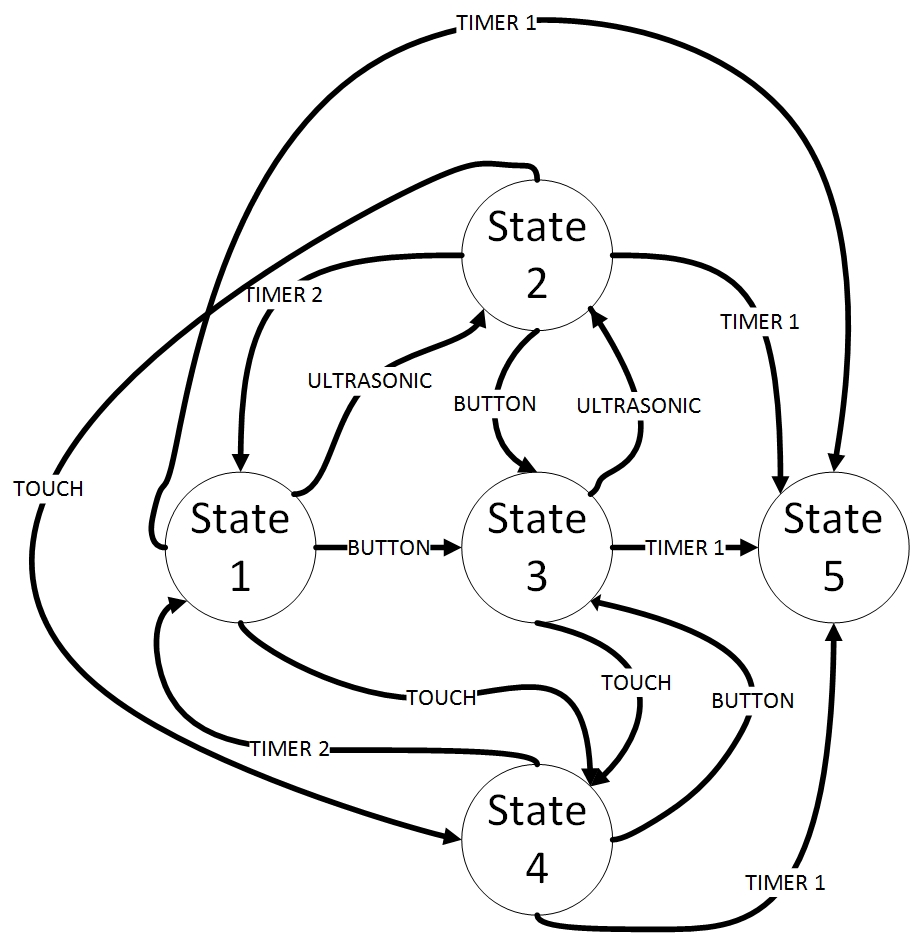 TIMER 1
State
2
TIMER 2
TIMER 1
ULTRASONIC
BUTTON
ULTRASONIC
TOUCH
State
1
BUTTON
State
3
TIMER 1
State
5
TOUCH
TOUCH
BUTTON
TIMER 2
State
4
TIMER 1